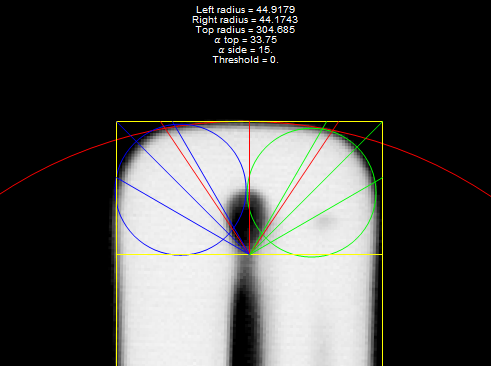 Left radius = 44.9179
Right radius = 44.1743
Top radius = 304.685
α top = 33.75
α side = 15.
Threshold = 0.